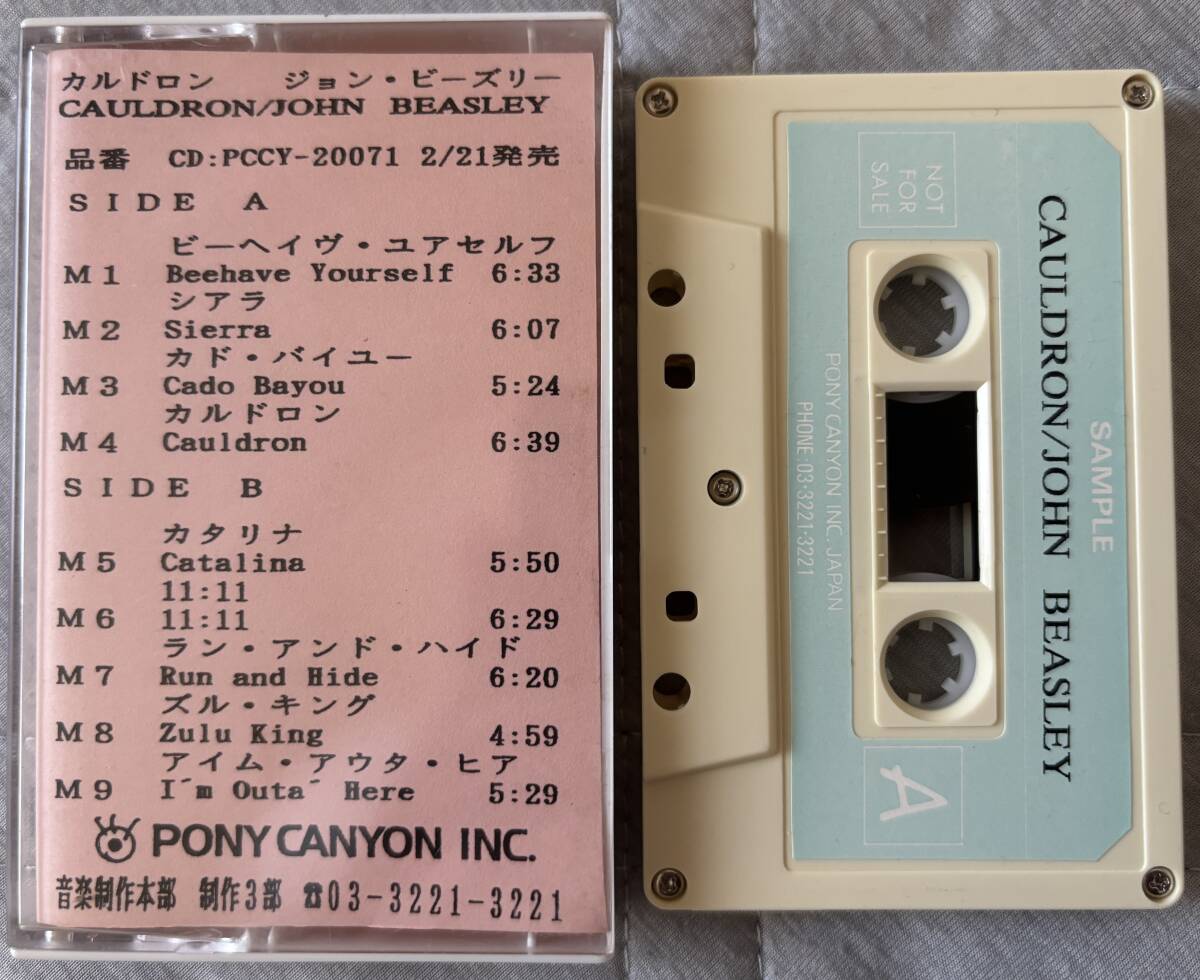 カルドロン ジョン・ビーズリー
CAULDRON/JOHN BEASLEY
品番 CD:PCCY-20071 2/21発売
SIDE A
ビーヘイヴ・ユアセルフ
M1 Beehave Yourself 6:33
シアラ
M2 Sierra 6:07
カド・バイユー
M3 Cado Bayou 5:24
カルドロン
M4 Cauldron 6:39
SIDE B
カタリナ
M5 Catalina 5:50
11:11
M6 11:11 6:29
ラン・アンド・ハイド
M7 Run and Hide 6:20
ズル・キング
M8 Zulu King 4:59
アイム・アウタ・ヒア
M9 I´m Outa´ Here 5:29
PONY CANYON INC.
音楽制作本部 制作3部 ☎03-3221-3221
SAMPLE
CAULDRON/JOHN BEASLEY
NOT
FOR
SALE
A
PONY CANYON INC. JAPAN
PHONE:03-3221-3221